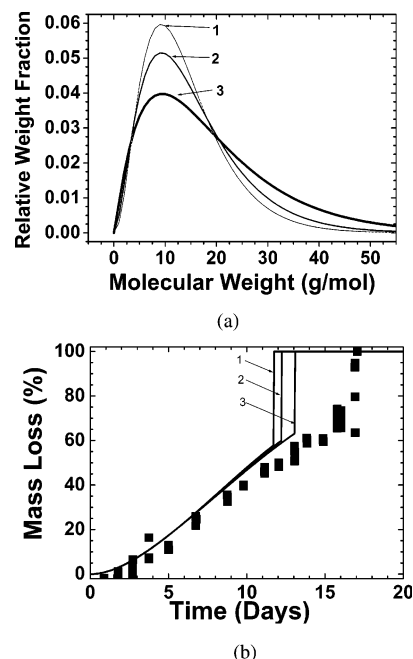 Relative Weight Fraction
0.06
0.05
0.04
0.03
0.02
0.01
0.00
1
2
3
0 10 20 30 40 50
Molecular Weight (g/mol)
(a)
Mass Loss (%)
100
80
60
40
20
0
1
2
3
0 5 10 15 20
Time (Days)
(b)